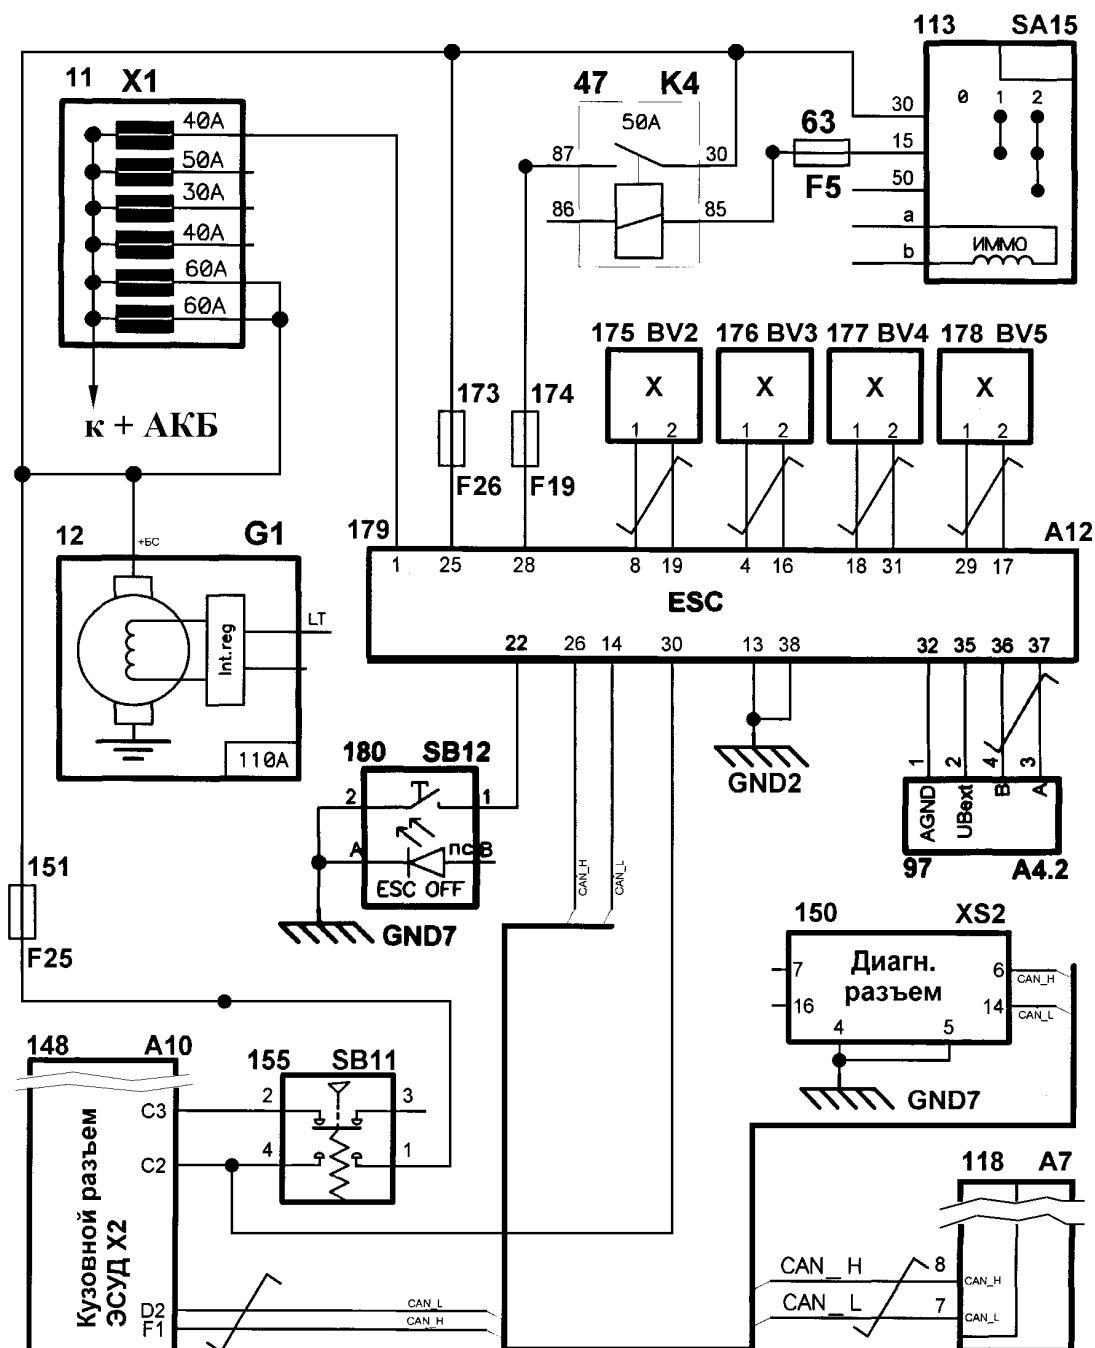 113 SA15
11 X1
47 K4
40A
50A
30A
40A
60A
60A
к + АКБ
50A
87 30
86 85
63
F5
30
15
50
a
b
0 1 2
ИММО
175 BV2 176 BV3 177 BV4 178 BV5
X X X X
1 2 1 2 1 2 1 2
173
F26
174
F19
12 G1
+БС
LT
Int.reg
110A
179 A12
1 25 28 8 19 4 16 18 31 29 17
ESC
22 26 14 30 13 38 32 35 36 37
GND2
180 SB12
2 1
A пс B
ESC OFF
GND7
CAN_H
CAN_L
1 2 4 3
AGND
UBext
B
A
97 A4.2
151
F25
150 XS2
Диагн.
разъем
7 6
16 14
4 5
CAN_H
CAN_L
GND7
148 A10
C3
C2
D2
F1
Кузовной разъем
ЭСУД X2
155 SB11
2 3
4 1
CAN_L
CAN_H
118 A7
CAN_H 8 CAN_H
CAN_L 7 CAN_L